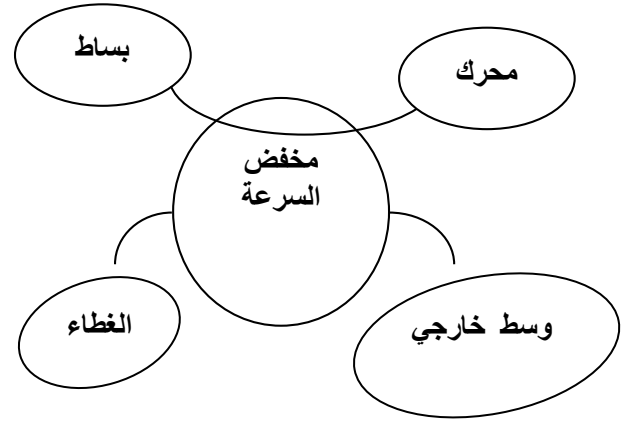 بساط
محرك
مخفض
السرعة
الغطاء
وسط خارجي